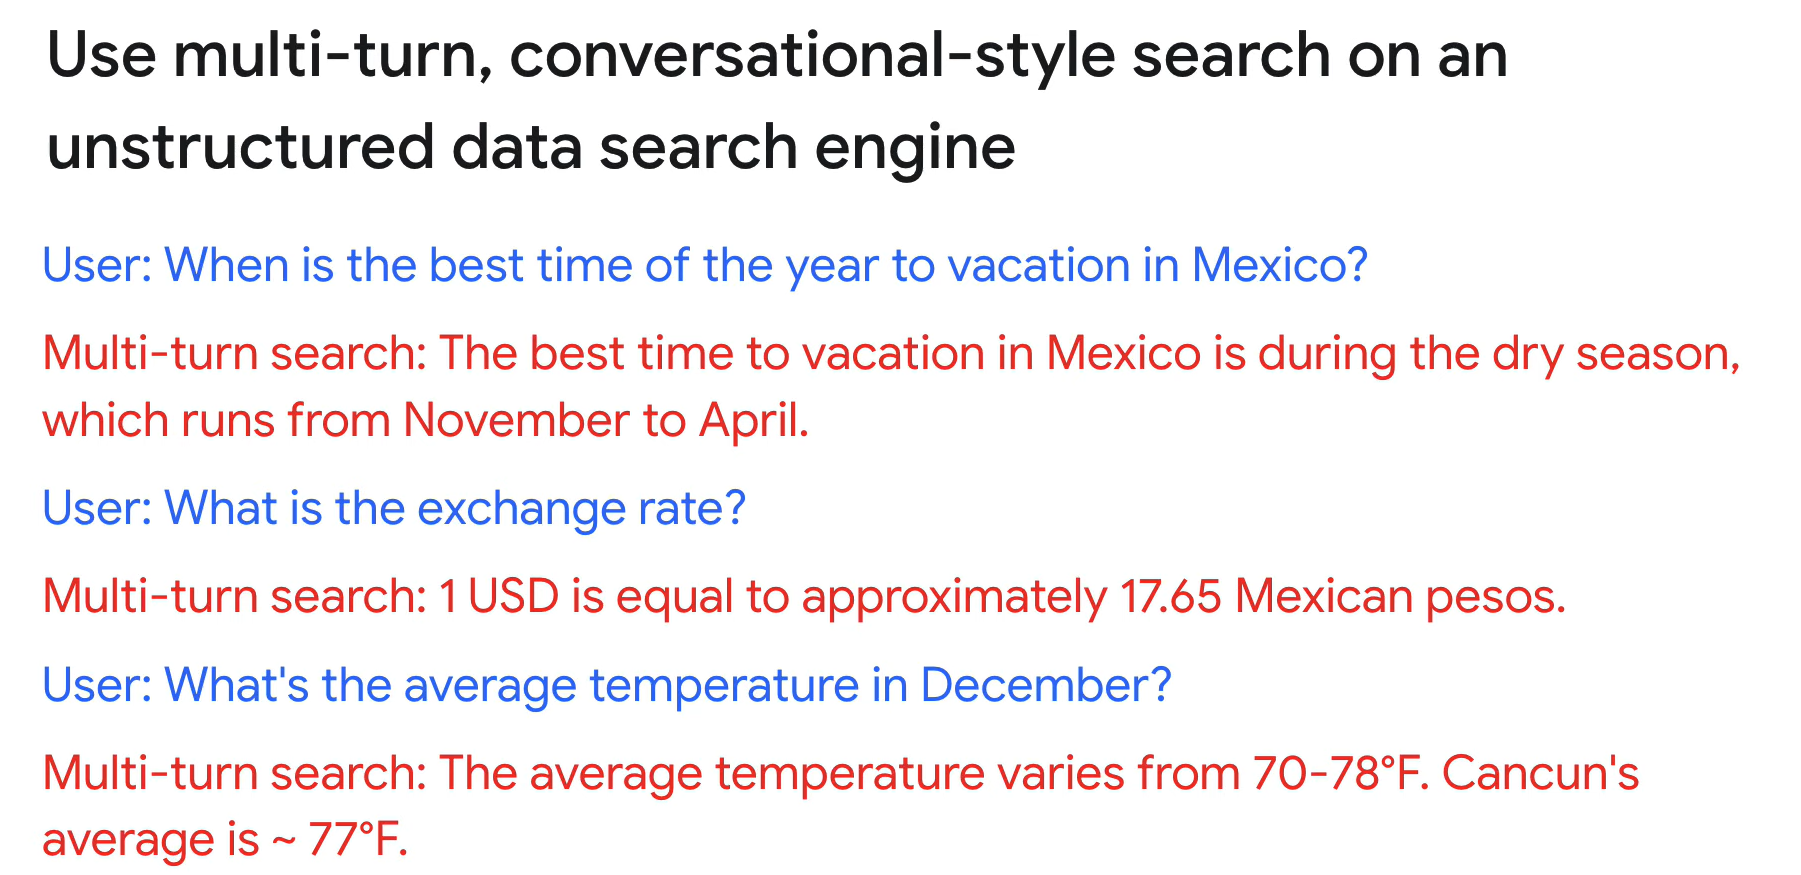 Use multi-turn, conversational-style search on an
unstructured data search engine
User: When is the best time of the year to vacation in Mexico?
Multi-turn search: The best time to vacation in Mexico is during the dry season,
which runs from November to April.
User: What is the exchange rate?
Multi-turn search: 1 USD is equal to approximately 17.65 Mexican pesos.
User: What's the average temperature in December?
Multi-turn search: The average temperature varies from 70-78°F. Cancun's
average is ~ 77°F.